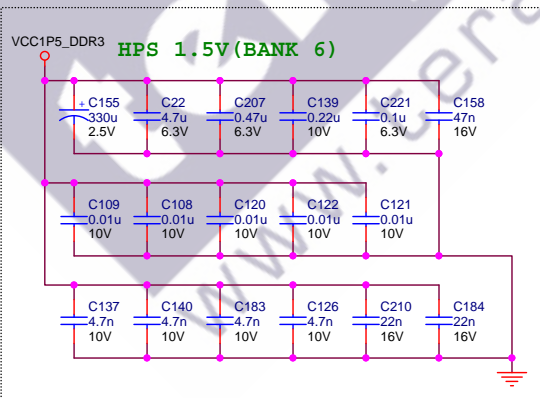 VCC1P5_DDR3
HPS 1.5V(BANK 6)
+ C155 C22 C207 C139 C221 C158
330u 4.7u 0.47u 0.22u 0.1u 47n
2.5V 6.3V 6.3V 10V 6.3V 16V
C109 C108 C120 C122 C121
0.01u 0.01u 0.01u 0.01u 0.01u
10V 10V 10V 10V 10V
C137 C140 C183 C126 C210 C184
4.7n 4.7n 4.7n 4.7n 22n 22n
10V 10V 10V 10V 16V 16V
www.tera